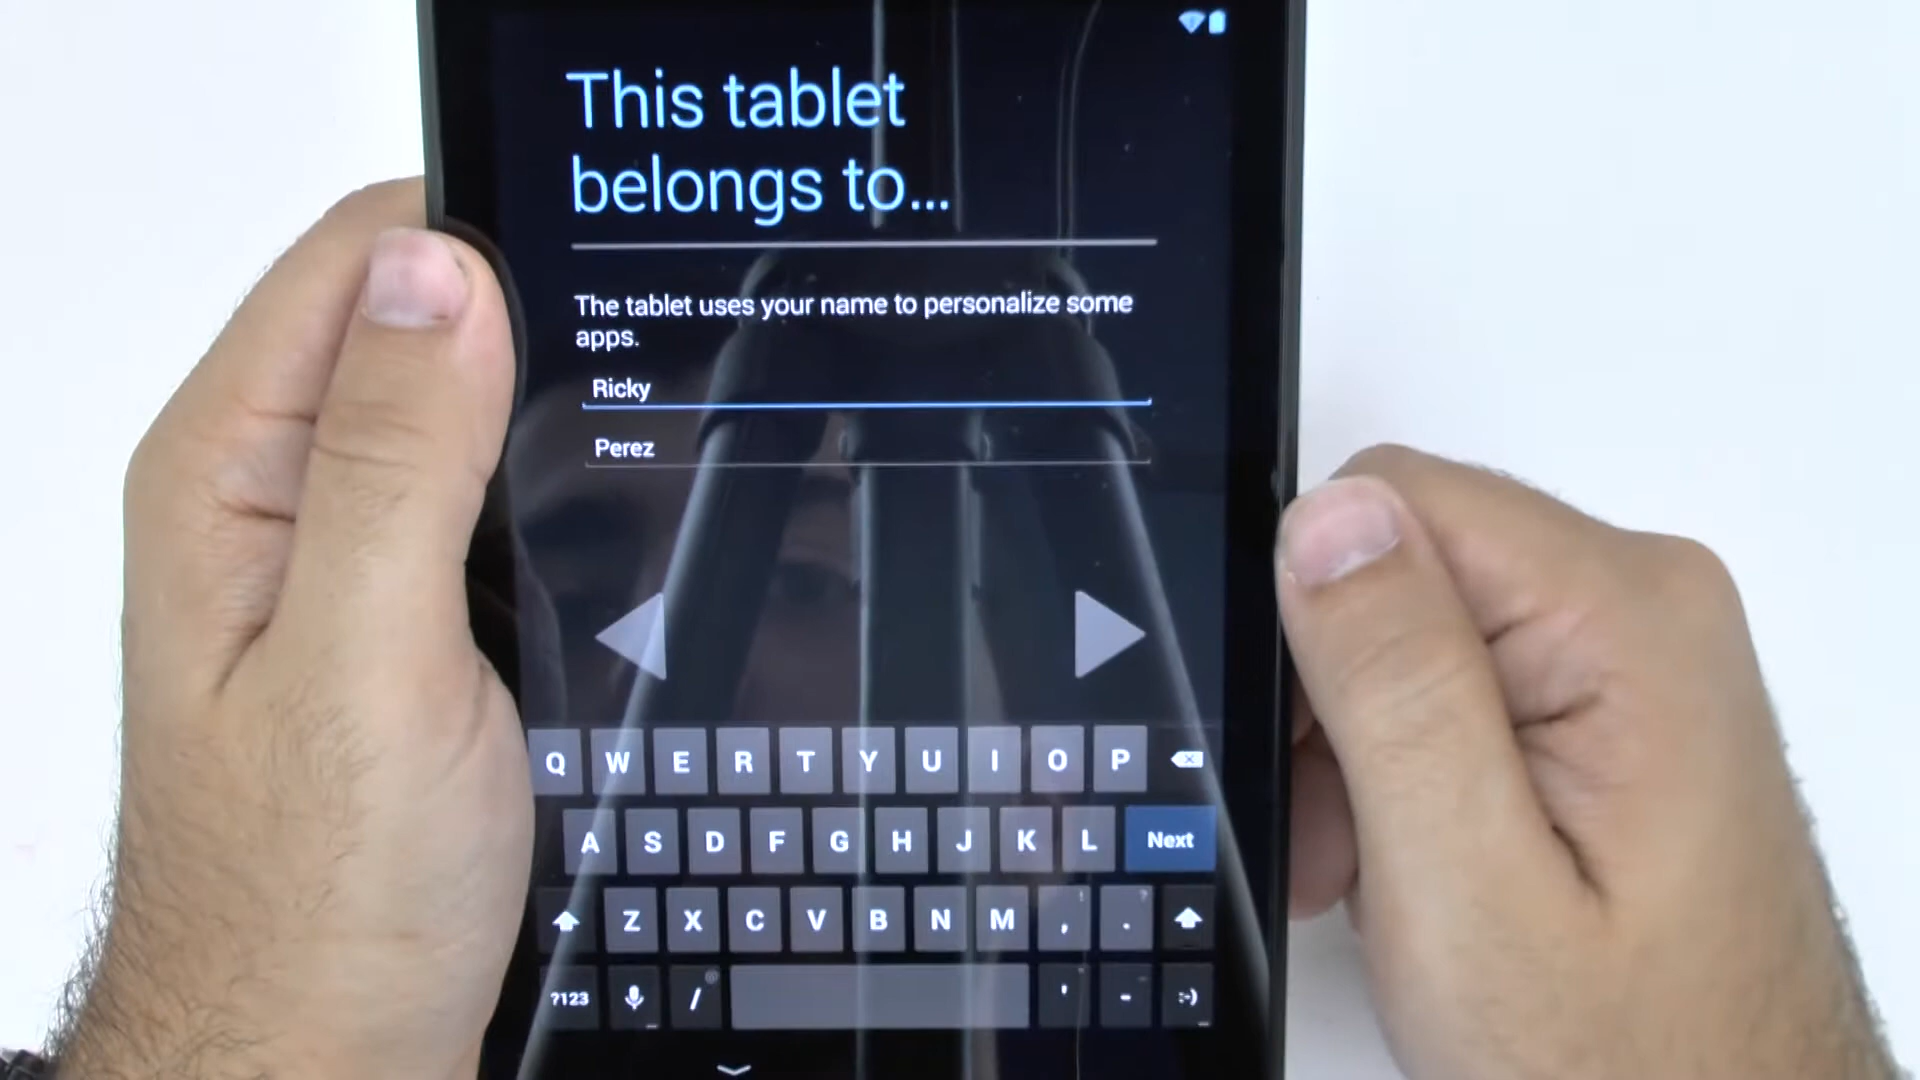 This tablet
belongs to...
The tablet uses your name to personalize some
apps.
Ricky
Perez
Q W E R T Y U I O P
A S D F G H J K L Next
Z X C V B N M , ! . ?
?123 / @ ' - :-)